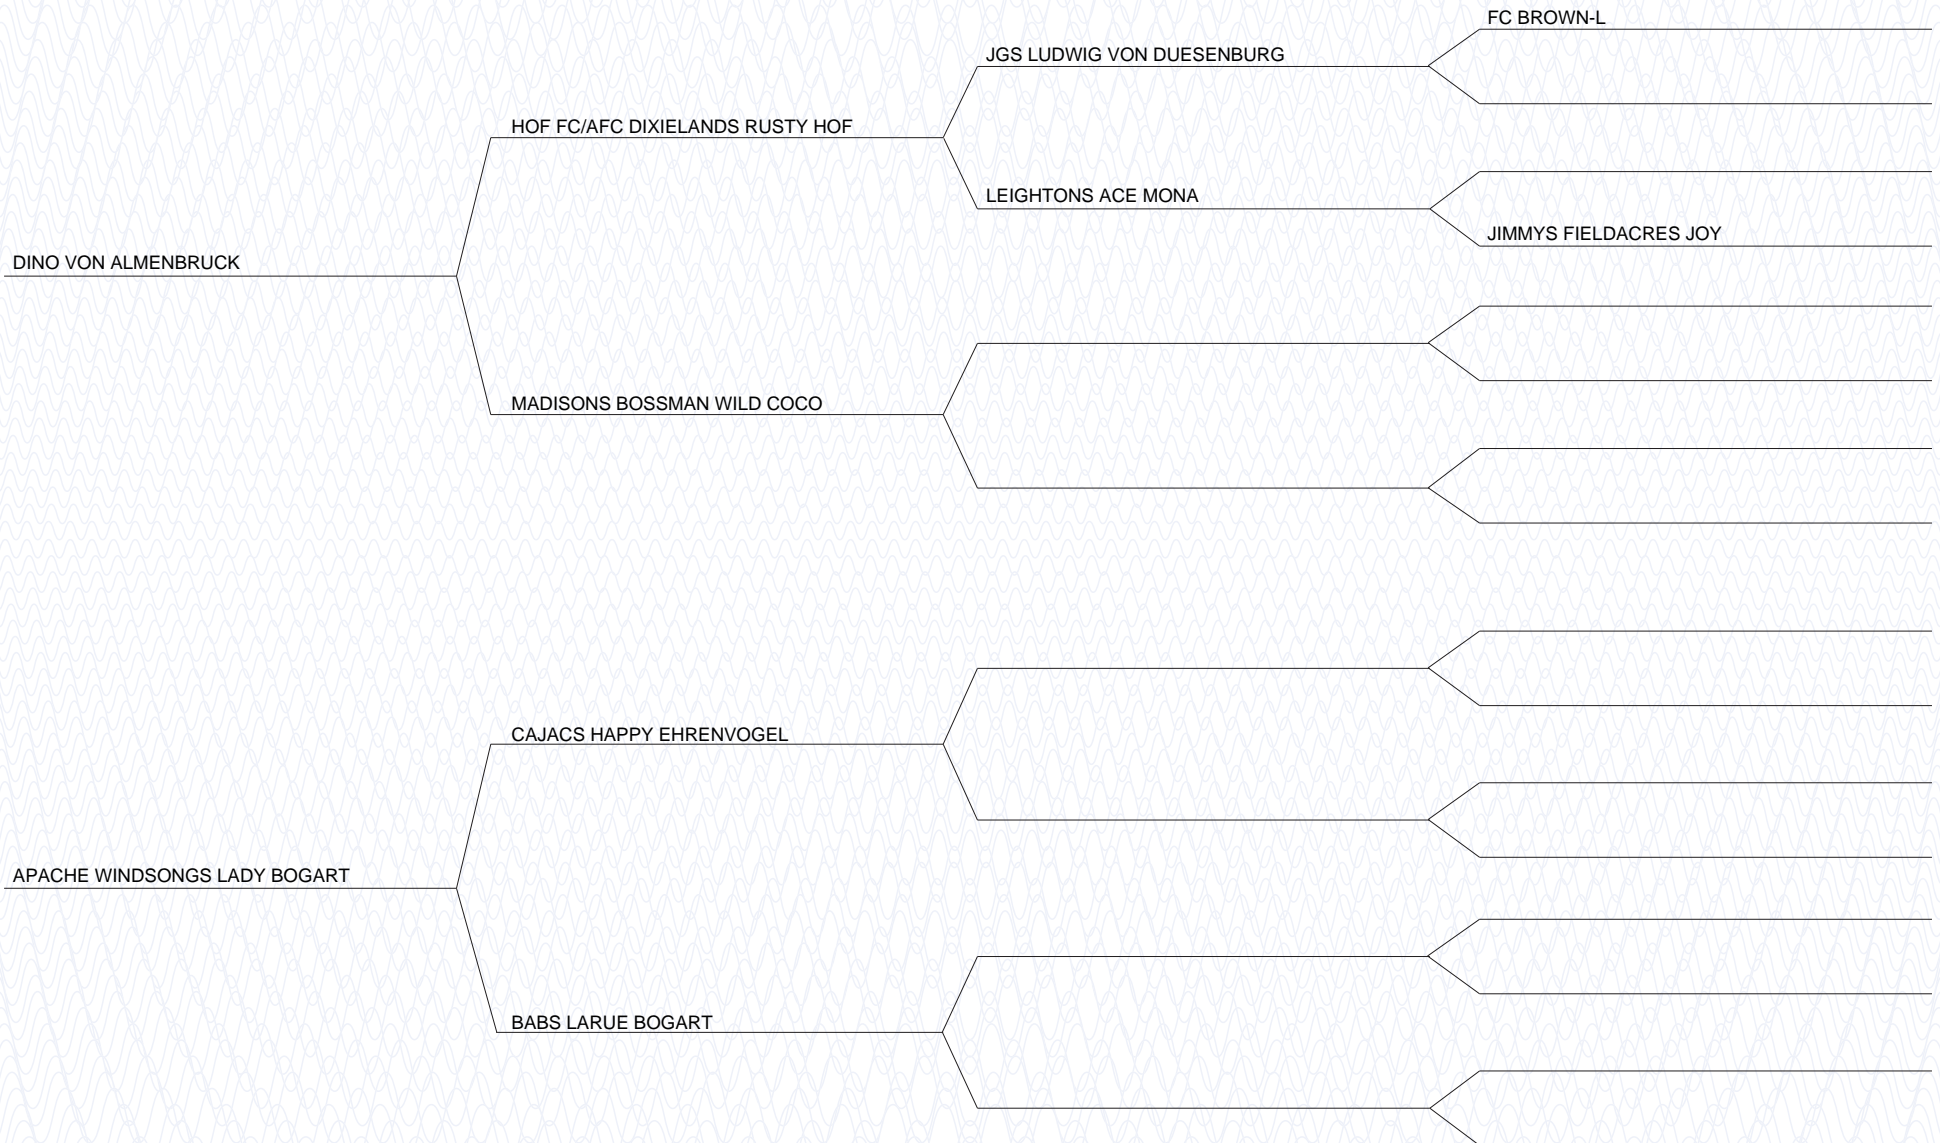 FC BROWN-L
JGS LUDWIG VON DUESENBURG
HOF FC/AFC DIXIELANDS RUSTY HOF
LEIGHTONS ACE MONA
JIMMYS FIELDACRES JOY
DINO VON ALMENBRUCK
MADISONS BOSSMAN WILD COCO
CAJACS HAPPY EHRENVOGEL
APACHE WINDSONGS LADY BOGART
BABS LARUE BOGART